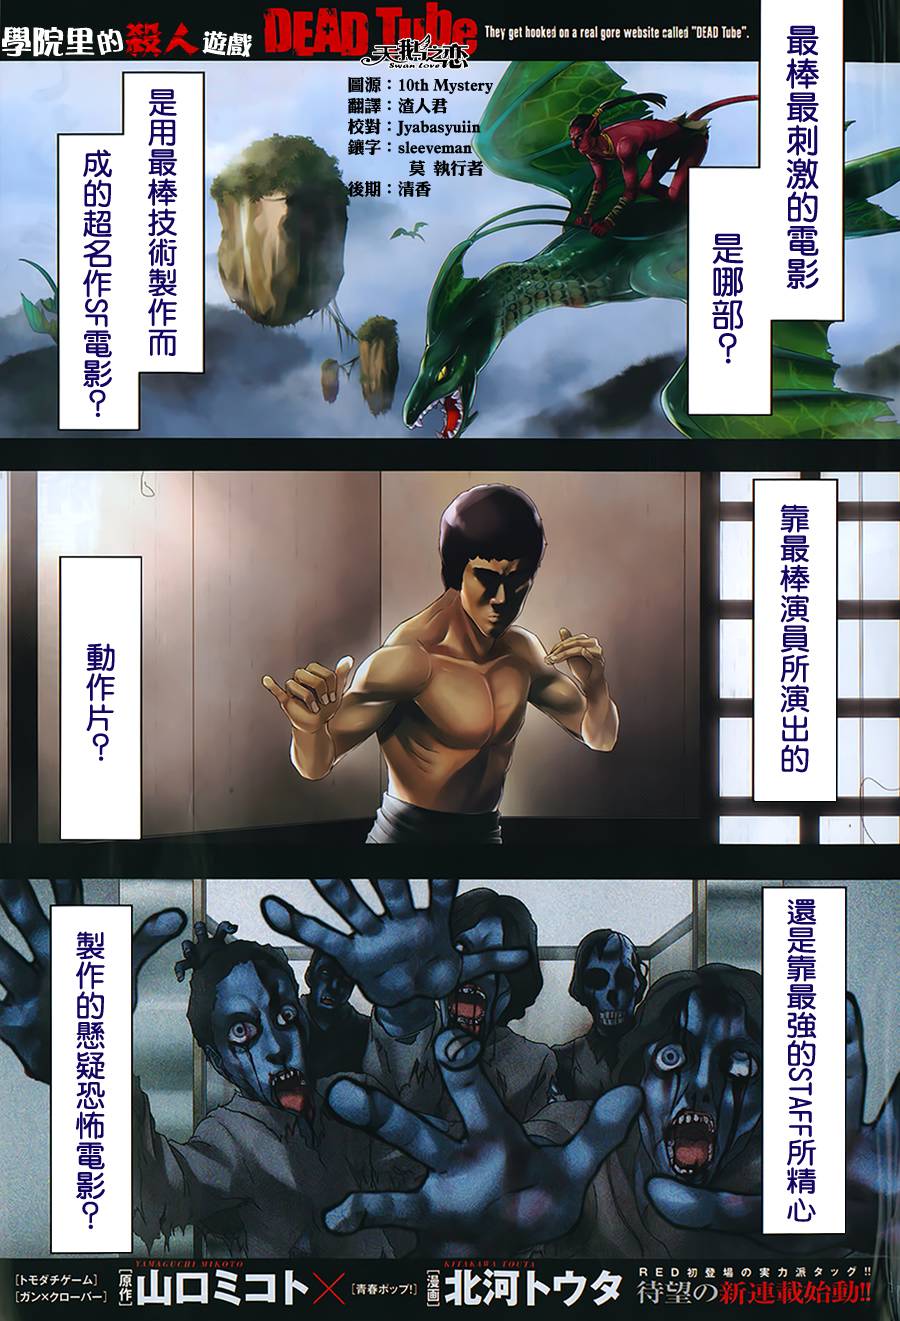 學院里的殺人遊戲
DEAD Tube
They get hooked on a real gore website called "DEAD Tube".
天鵝之恋
Swan Love
圖源：10th Mystery
翻譯：渣人君
校對：Jyabasyuiin
鑲字：sleeveman
莫 執行者
後期：清香
最棒最刺激的電影
是哪部？
是用最棒技術製作而
成的超名作SF電影？
靠最棒演員所演出的
動作片？
還是靠最強的STAFF所精心
製作的懸疑恐怖電影？
[トモダチゲーム]
[ガン×クローバー]
[原作]
YAMAGUCHI MIKOTO
山口ミコト
×
[青春ポップ!]
[漫画]
KITAKAWA TOUTA
北河トウタ
RED初登場の実力派タッグ!!
待望の新連載始動!!